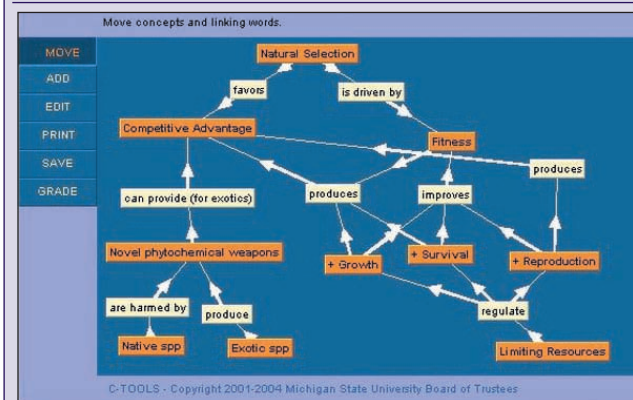 Move concepts and linking words.
MOVE
ADD
EDIT
PRINT
SAVE
GRADE
Natural Selection
favors
is driven by
Competitive Advantage
Fitness
produces
can provide (for exotics)
produces
improves
Novel phytochemical weapons
+ Growth
+ Survival
+ Reproduction
are harmed by
produce
regulate
Native spp
Exotic spp
Limiting Resources
C-TOOLS - Copyright 2001-2004 Michigan State University Board of Trustees